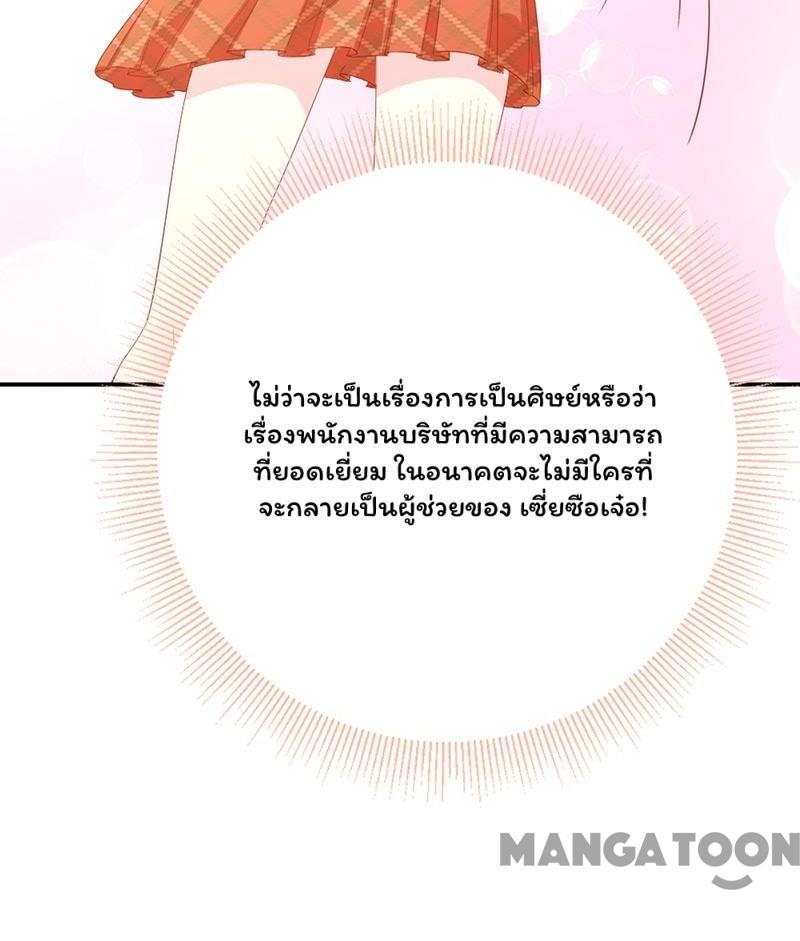 ไม่ว่าจะเป็นเรื่องการเป็นศิษย์หรือว่า
เรื่องพนักงานบริษัทที่มีความสามารถ
ที่ยอดเยี่ยม ในอนาคตจะไม่มีใครที่
จะกลายเป็นผู้ช่วยของ เซี่ยซือเจ๋อ!
MANGATOON